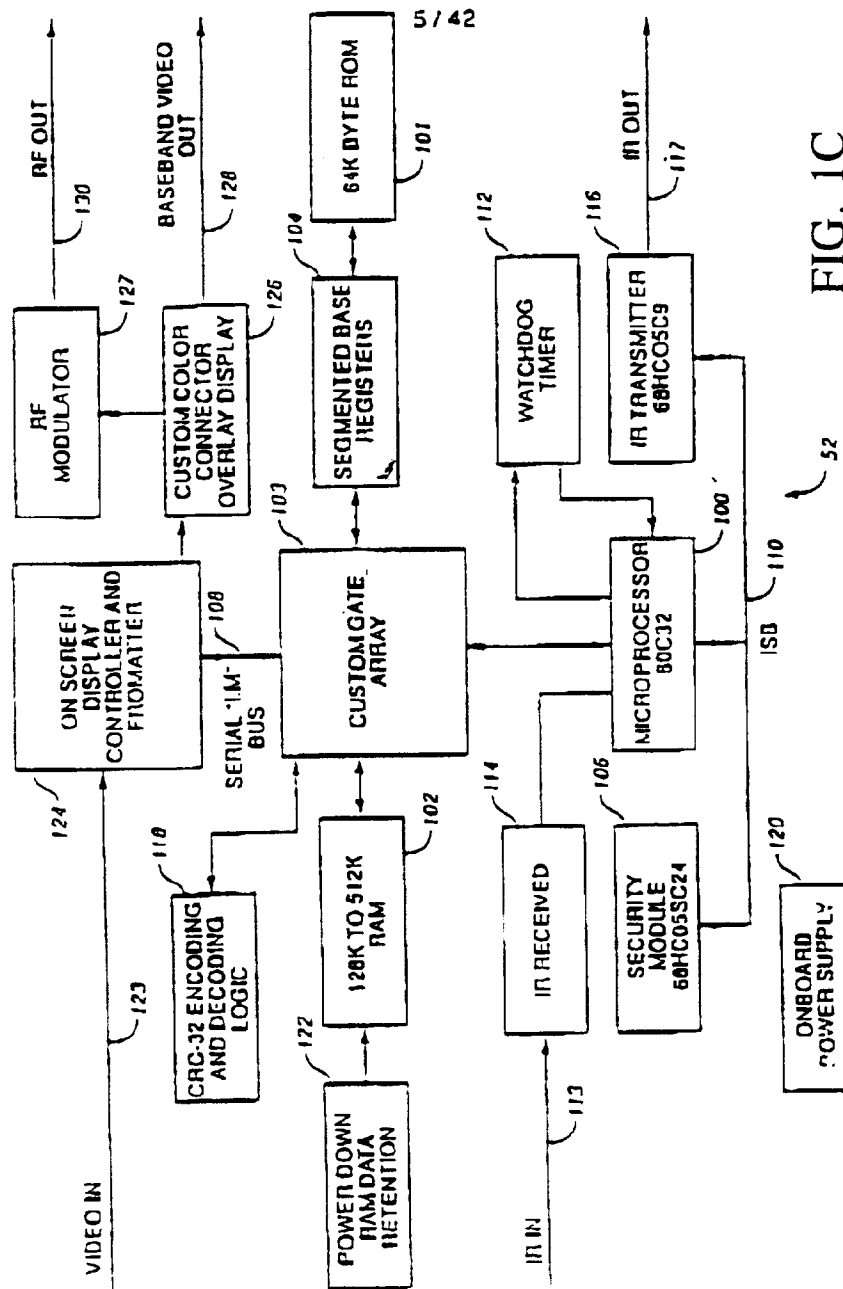 5/42
VIDEO IN
123
124
ON SCREEN
DISPLAY
CONTROLLER AND
FROMATTER
RF
MODULATOR
127
RF OUT
130
CUSTOM COLOR
CONNECTOR
OVERLAY DISPLAY
126
BASEBAND VIDEO
OUT
128
118
CRC-32 ENCODING
AND DECODING
LOGIC
SERIAL "I.M"
BUS
108
122
POWER DOWN
RAM DATA
RETENTION
128K TO 512K
RAM
102
CUSTOM GATE
ARRAY
103
SEGMENTED BASE
REGISTERS
104
64K BYTE ROM
101
IR IN
113
IR RECEIVED
114
MICROPROCESSOR
80C32
100'
WATCHDOG
TIMER
112
SECURITY
MODULE
68HC05SC24
106
IR TRANSMITTER
68HC05C9
116
IR OUT
117
ISB
110
120
ONBOARD
POWER SUPPLY
52
FIG. 1C